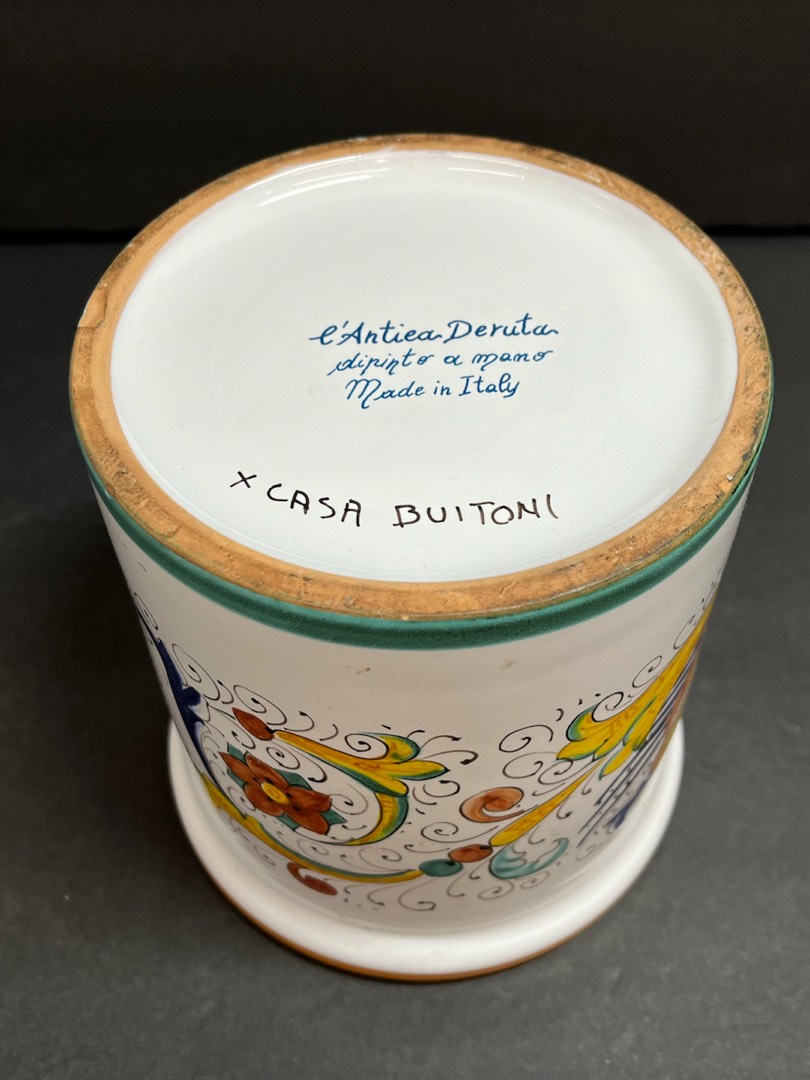 l'Antica Deruta
dipinto a mano
Made in Italy
x CASA BUITONI